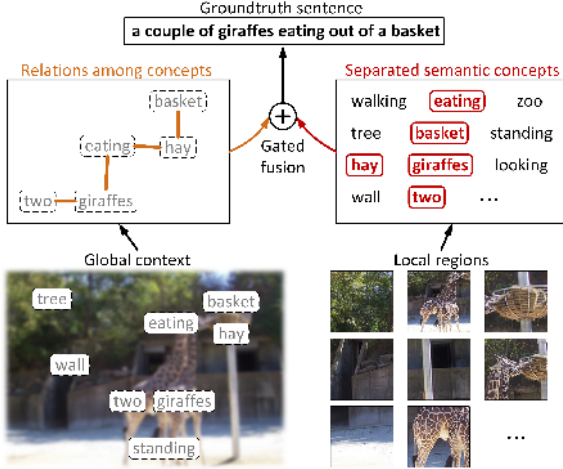 Groundtruth sentence
a couple of giraffes eating out of a basket
Relations among concepts
Separated semantic concepts
basket
eating
hay
two
giraffes
Gated
fusion
walking eating zoo
tree basket standing
hay giraffes looking
wall two ...
Global context
Local regions
tree
basket
eating
hay
wall
two giraffes
standing
...